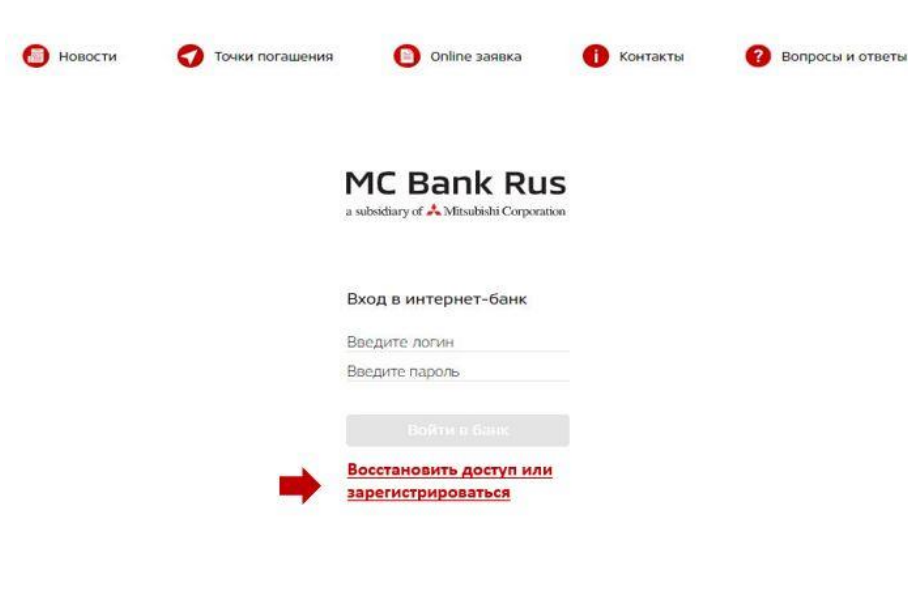 Новости
Точки погашения
Online заявка
Контакты
Вопросы и ответы
MC Bank Rus
a subsidiary of Mitsubishi Corporation
Вход в интернет-банк
Введите логин
Введите пароль
Войти в банк
Восстановить доступ или
зарегистрироваться